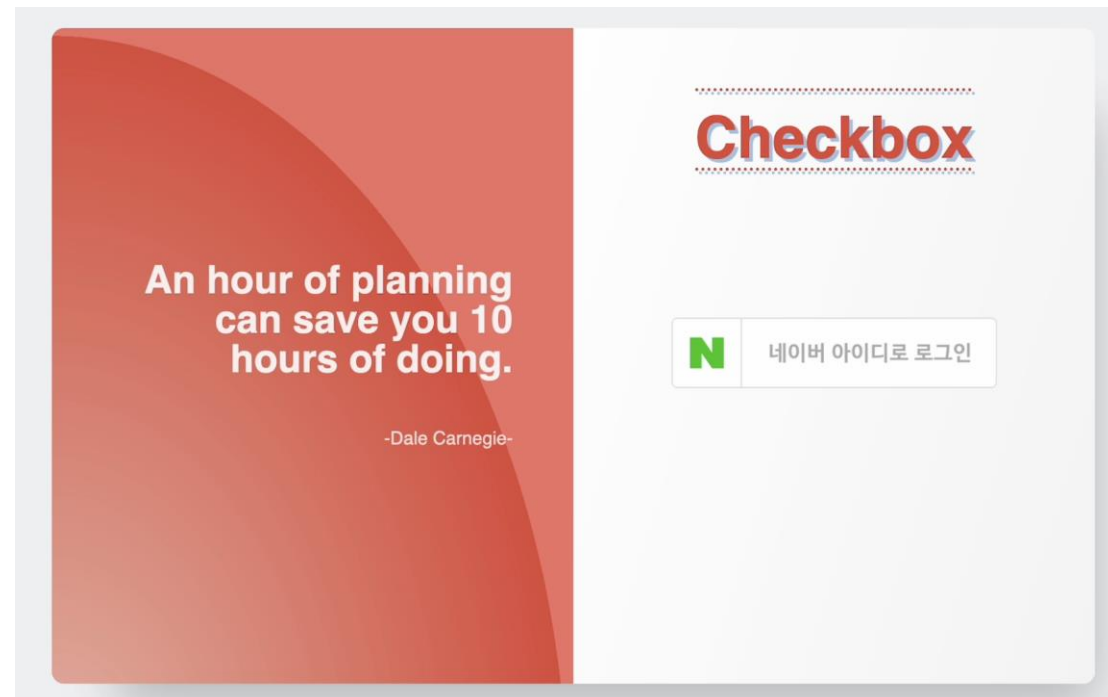 An hour of planning
can save you 10
hours of doing.
-Dale Carnegie-
Checkbox
N 네이버 아이디로 로그인